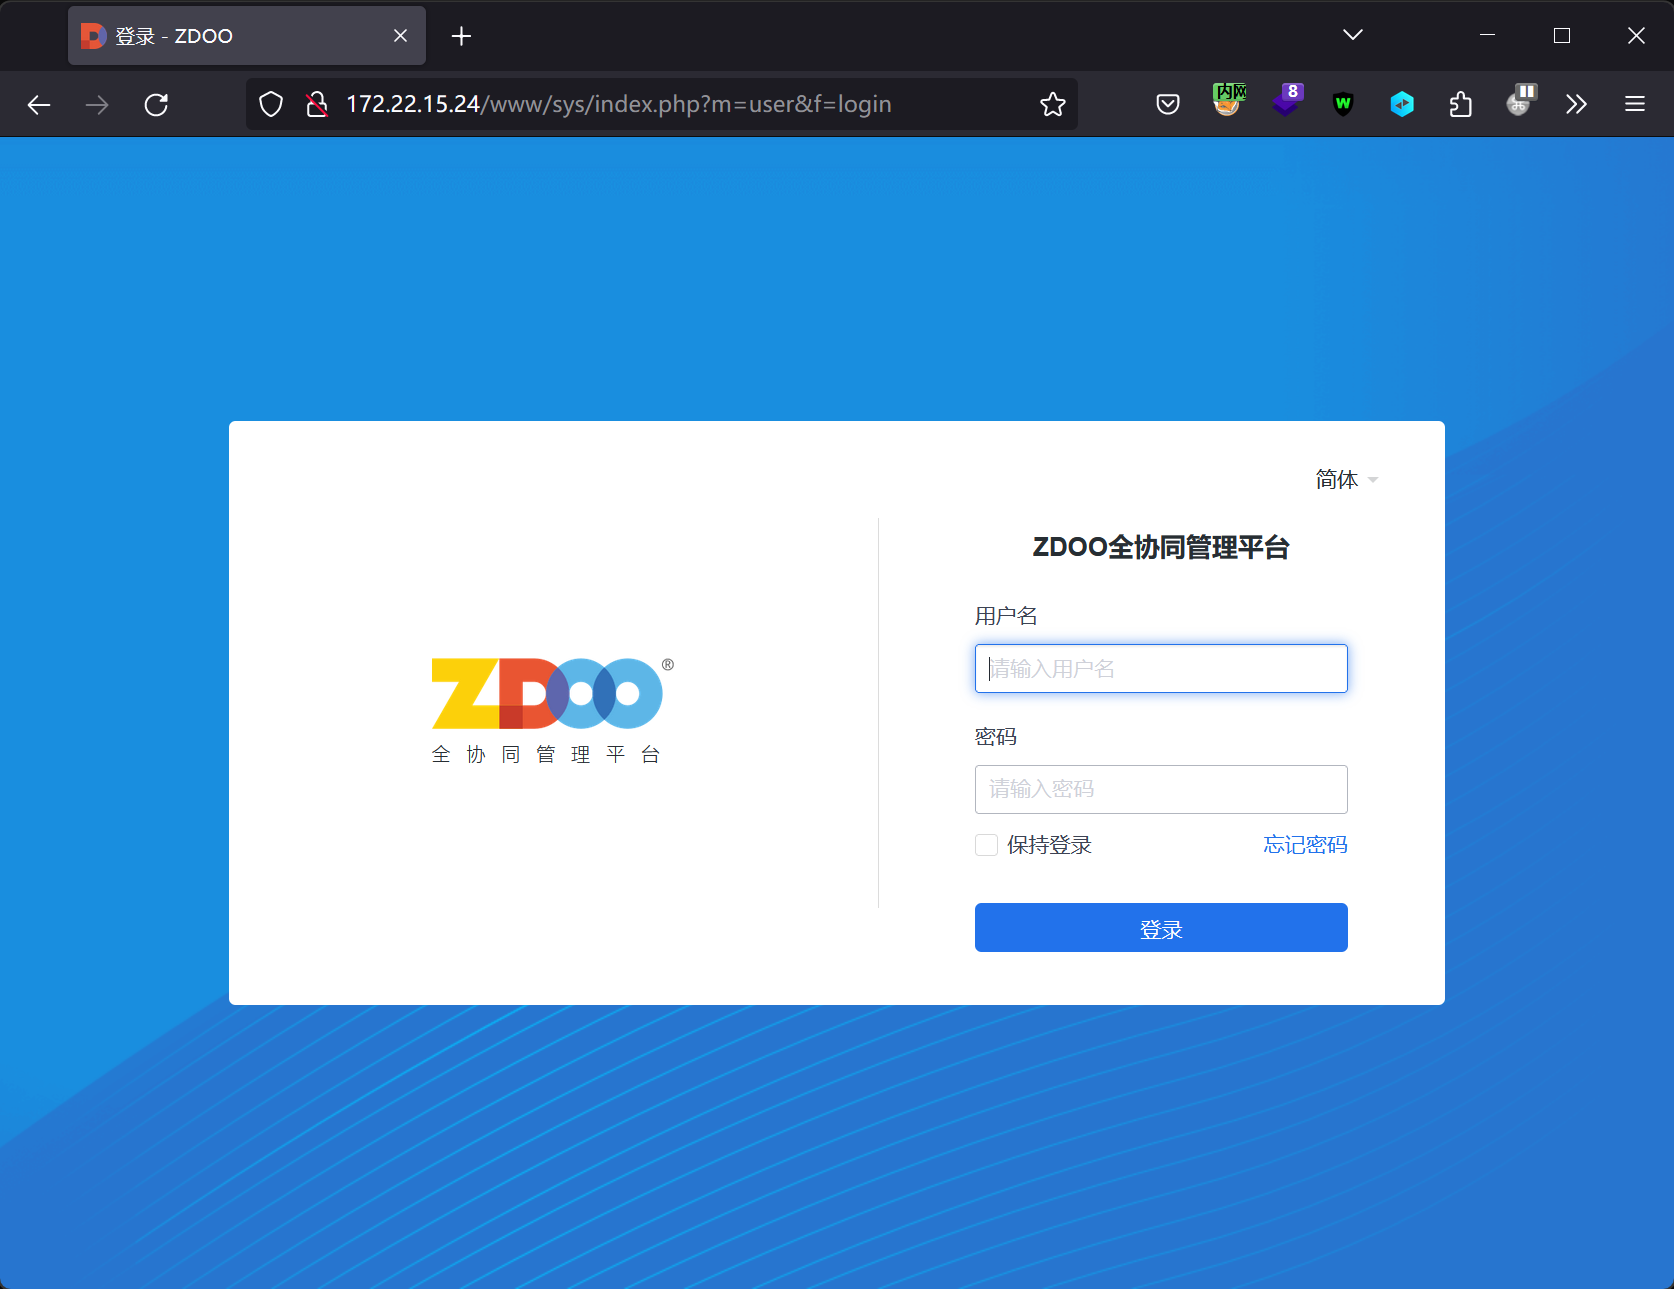 登录 - ZDOO
172.22.15.24/www/sys/index.php?m=user&f=login
内网
8
W
简体
ZDOO全协同管理平台
用户名
请输入用户名
ZDOO®
全协同管理平台
密码
请输入密码
保持登录
忘记密码
登录